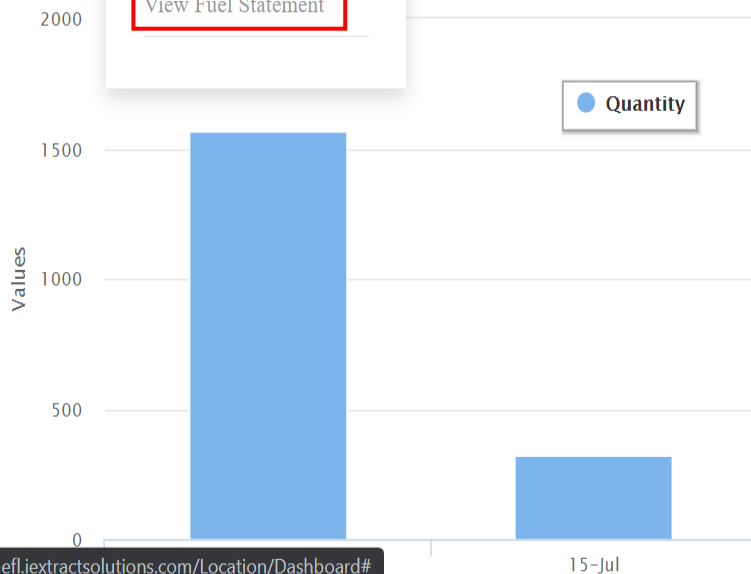 View Fuel Statement
2000
Quantity
1500
Values
1000
500
0
15-Jul
efl.iextractsolutions.com/Location/Dashboard#